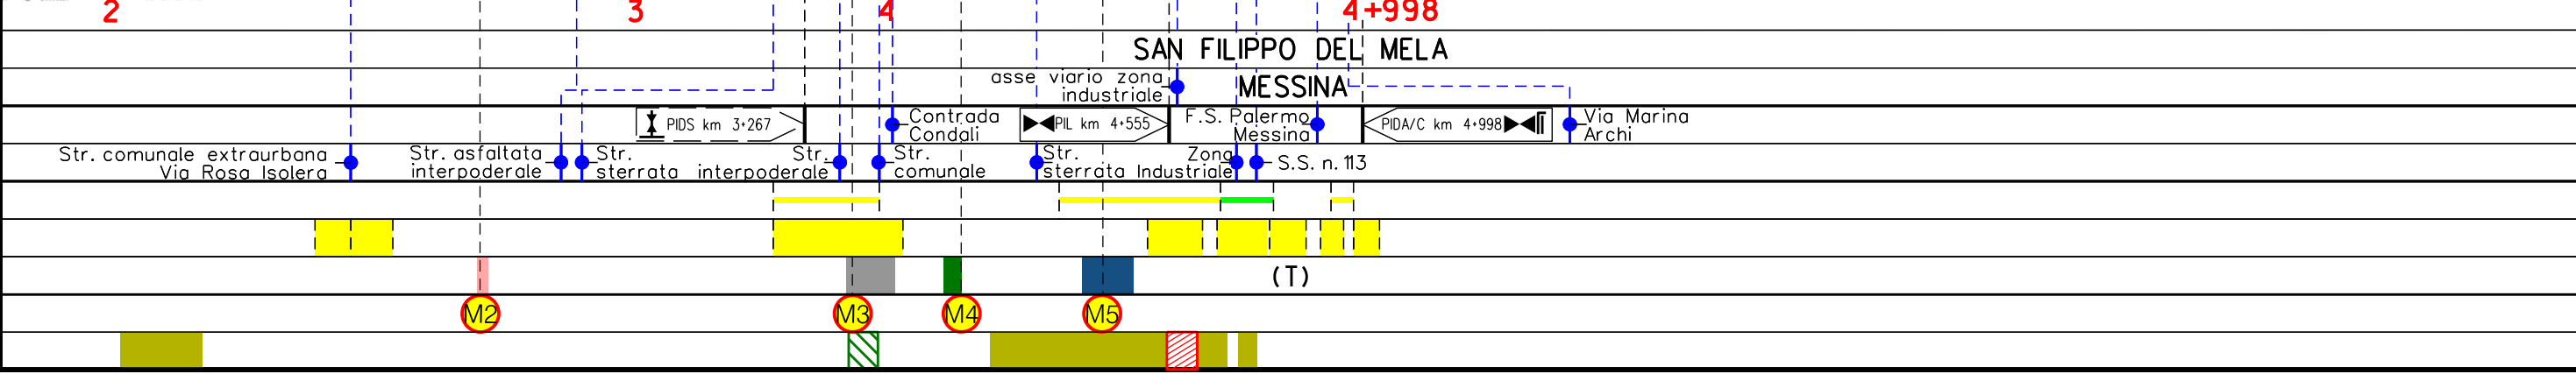 2 3 4 4+998
SAN FILIPPO DEL MELA
asse viario zona
industriale
MESSINA
PIDS km 3+267
Contrada
Condali
PIL km 4+555
F.S. Palermo
Messina
PIDA/C km 4+998
Via Marina
Archi
Str. comunale extraurbana
Via Rosa Isolera
Str. asfaltata
interpoderale
Str.
sterrata
Str.
interpoderale
Str.
comunale
Str.
sterrata
Zona
Industriale
S.S. n. 113
(T)
M2 M3 M4 M5